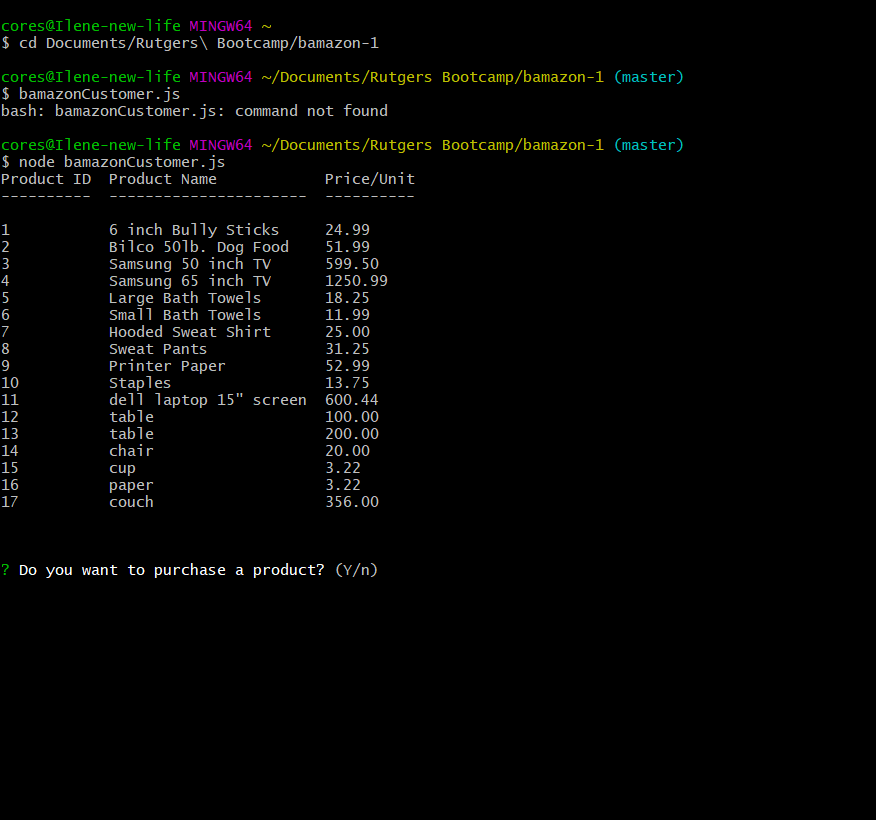 cores@Ilene-new-life MINGW64 ~
$ cd Documents/Rutgers\ Bootcamp/bamazon-1
cores@Ilene-new-life MINGW64 ~/Documents/Rutgers Bootcamp/bamazon-1 (master)
$ bamazonCustomer.js
bash: bamazonCustomer.js: command not found
cores@Ilene-new-life MINGW64 ~/Documents/Rutgers Bootcamp/bamazon-1 (master)
$ node bamazonCustomer.js
Product ID  Product Name            Price/Unit
----------  ----------------------  ----------
1           6 inch Bully Sticks     24.99
2           Bilco 50lb. Dog Food    51.99
3           Samsung 50 inch TV      599.50
4           Samsung 65 inch TV      1250.99
5           Large Bath Towels       18.25
6           Small Bath Towels       11.99
7           Hooded Sweat Shirt      25.00
8           Sweat Pants             31.25
9           Printer Paper           52.99
10          Staples                 13.75
11          dell laptop 15" screen  600.44
12          table                   100.00
13          table                   200.00
14          chair                   20.00
15          cup                     3.22
16          paper                   3.22
17          couch                   356.00
? Do you want to purchase a product? (Y/n)